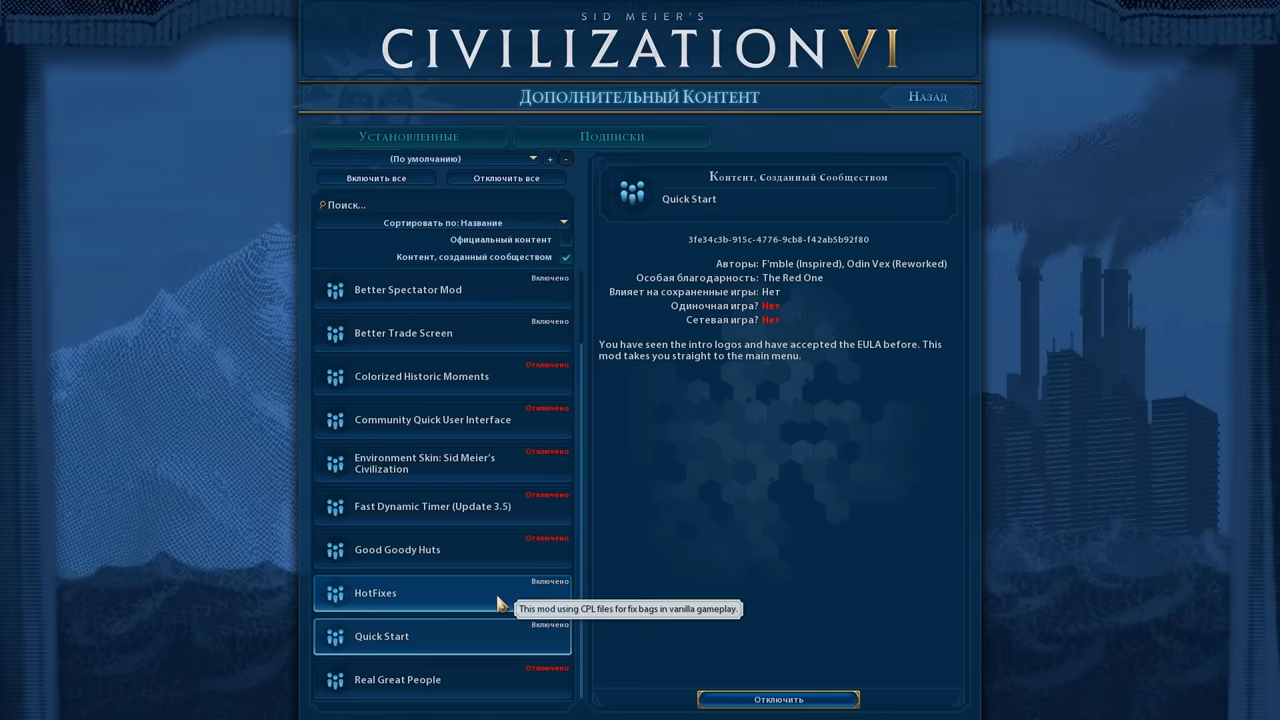 SID MEIER'S
CIVILIZATION VI
Дополнительный Контент
Назад
Установленные
Подписки
(По умолчанию)
+
-
Включить все
Отключить все
Поиск...
Сортировать по: Название
Официальный контент
Контент, созданный сообществом
Включено
Better Spectator Mod
Включено
Better Trade Screen
Отключено
Colorized Historic Moments
Отключено
Community Quick User Interface
Отключено
Environment Skin: Sid Meier's
Civilization
Отключено
Fast Dynamic Timer (Update 3.5)
Отключено
Good Goody Huts
Включено
HotFixes
This mod using CPL files for fix bags in vanilla gameplay.
Включено
Quick Start
Отключено
Real Great People
Контент, Созданный Сообществом
Quick Start
3fe34c3b-915c-4776-9cb8-f42ab5b92f80
Авторы: F'mble (Inspired), Odin Vex (Reworked)
Особая благодарность: The Red One
Влияет на сохраненные игры: Нет
Одиночная игра? Нет
Сетевая игра? Нет
You have seen the intro logos and have accepted the EULA before. This
mod takes you straight to the main menu.
Отключить